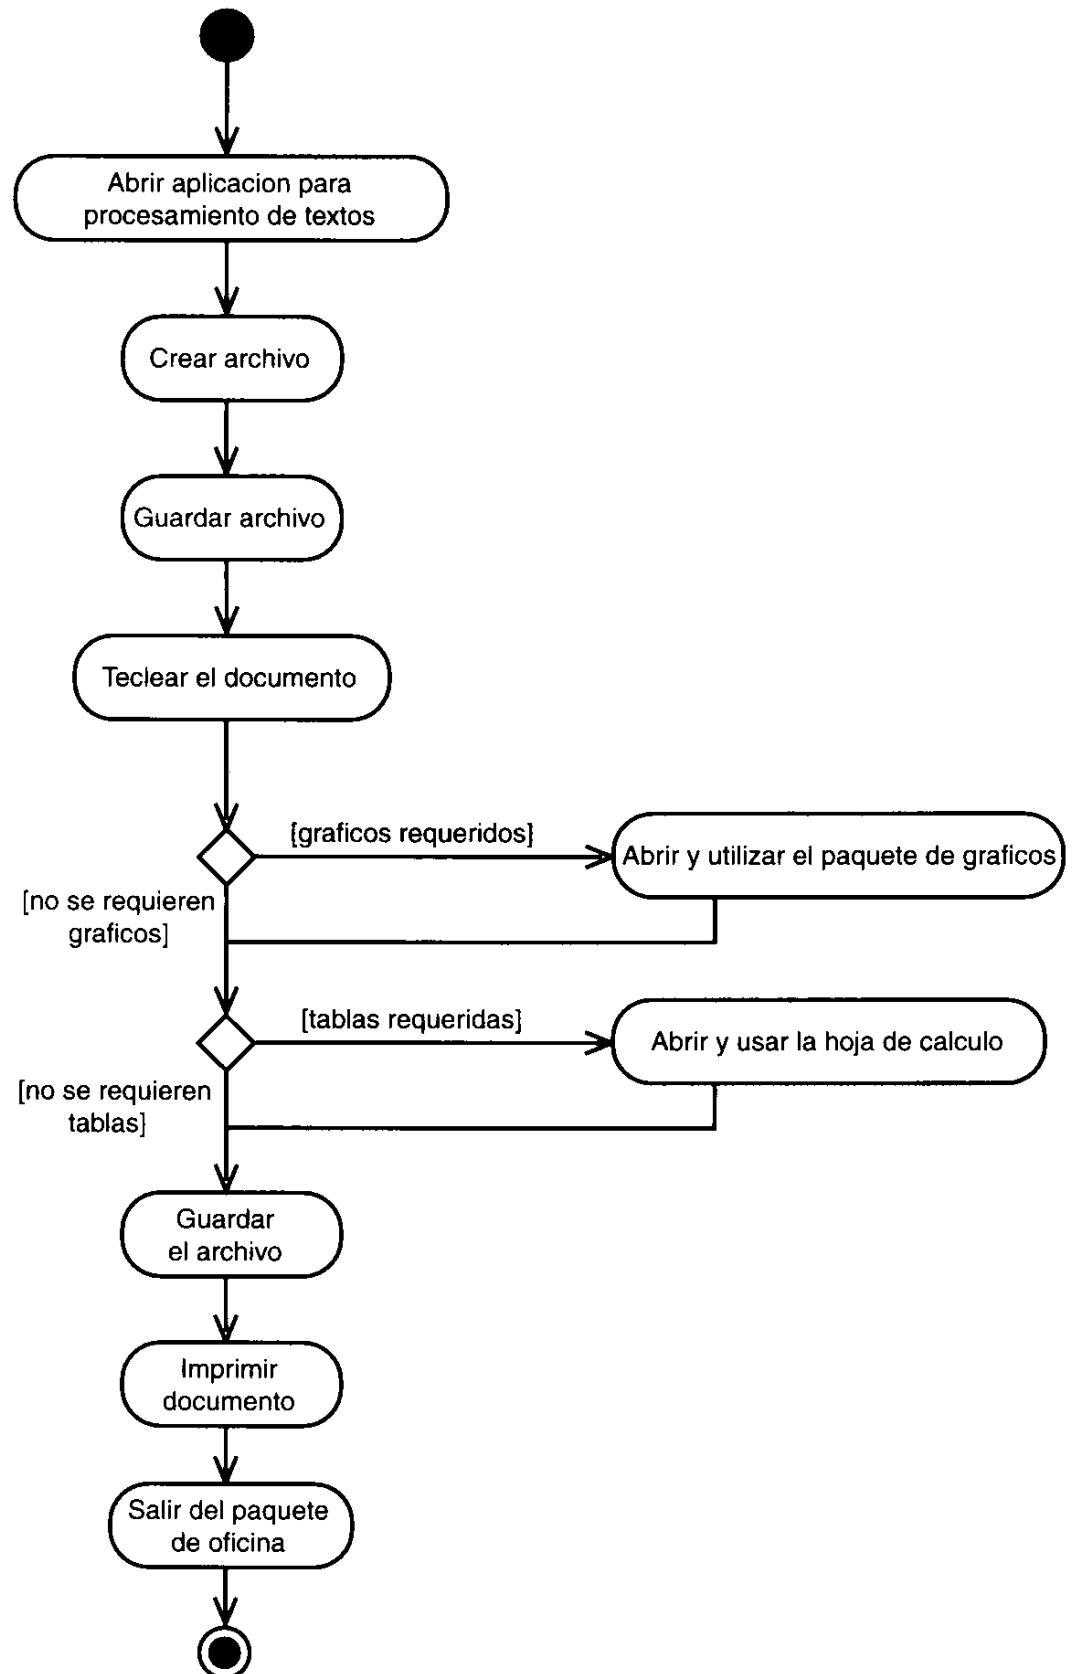 Abrir aplicacion para
procesamiento de textos
Crear archivo
Guardar archivo
Teclear el documento
[graficos requeridos]
Abrir y utilizar el paquete de graficos
[no se requieren
graficos]
[tablas requeridas]
Abrir y usar la hoja de calculo
[no se requieren
tablas]
Guardar
el archivo
Imprimir
documento
Salir del paquete
de oficina